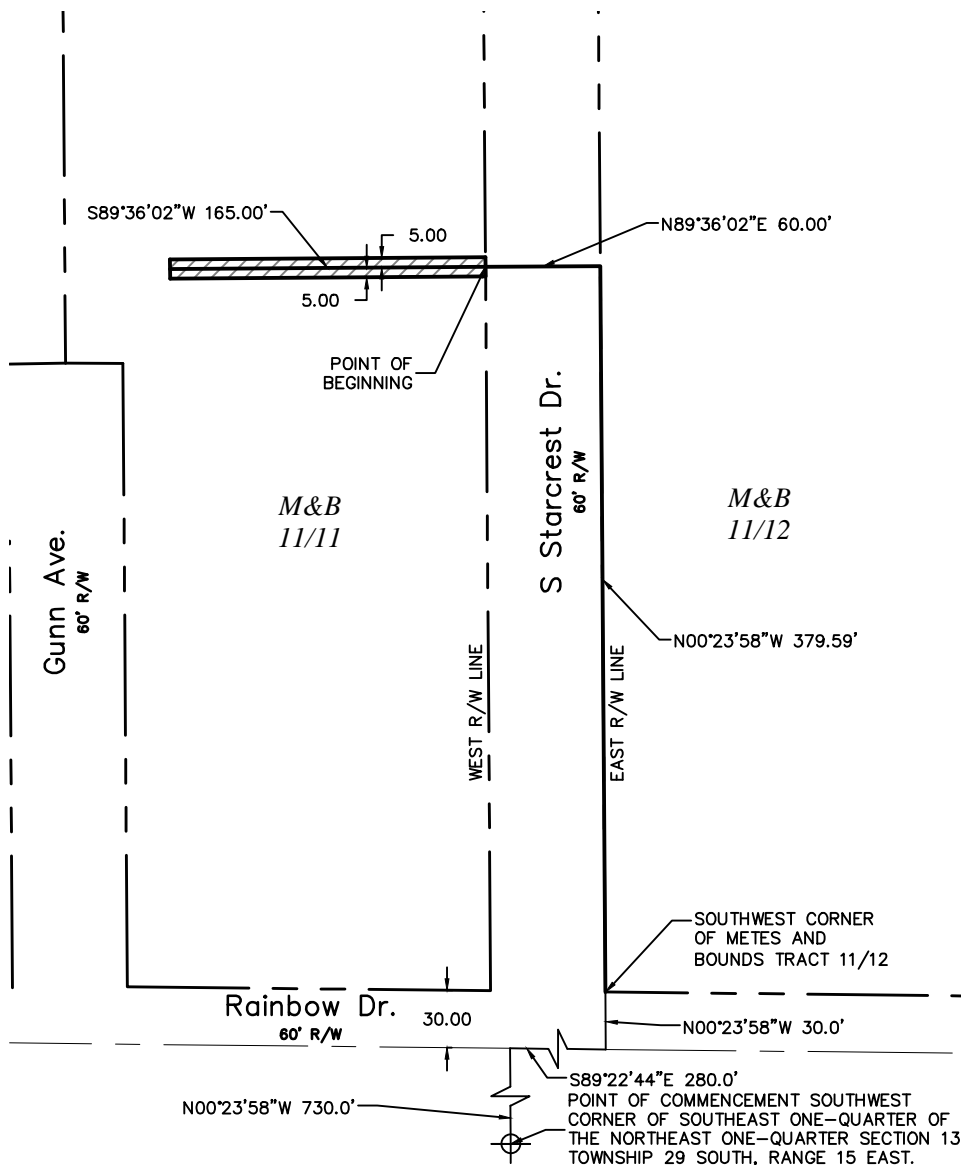 S89°36'02"W 165.00'
5.00
N89°36'02"E 60.00'
5.00
POINT OF
BEGINNING
S Starcrest Dr.
60' R/W
M&B
11/11
M&B
11/12
Gunn Ave.
60' R/W
N00°23'58"W 379.59'
WEST R/W LINE
EAST R/W LINE
SOUTHWEST CORNER
OF METES AND
BOUNDS TRACT 11/12
Rainbow Dr.
60' R/W
30.00
N00°23'58"W 30.0'
S89°22'44"E 280.0'
N00°23'58"W 730.0'
POINT OF COMMENCEMENT SOUTHWEST
CORNER OF SOUTHEAST ONE-QUARTER OF
THE NORTHEAST ONE-QUARTER SECTION 13
TOWNSHIP 29 SOUTH, RANGE 15 EAST.